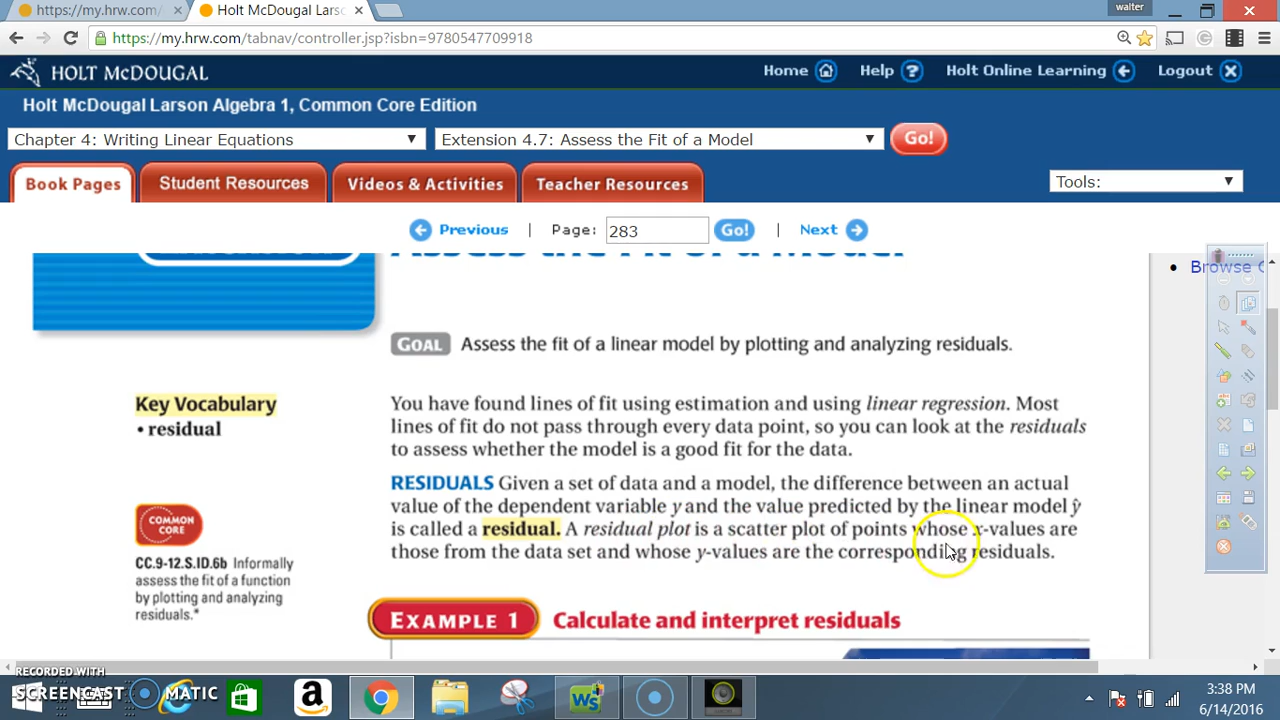 https://my.hrw.com/tabnav
Holt McDougal Lars
walter
https://my.hrw.com/tabnav/controller.jsp?isbn=9780547709918
HOLT MCDOUGAL
Home
Help
Holt Online Learning
Logout
Holt McDougal Larson Algebra 1, Common Core Edition
Chapter 4: Writing Linear Equations
Extension 4.7: Assess the Fit of a Model
Go!
Book Pages
Student Resources
Videos & Activities
Teacher Resources
Tools:
Previous | Page: 283 Go! | Next
Assess the Fit of a Model
Browse
GOAL Assess the fit of a linear model by plotting and analyzing residuals.
Key Vocabulary
• residual
You have found lines of fit using estimation and using linear regression. Most
lines of fit do not pass through every data point, so you can look at the residuals
to assess whether the model is a good fit for the data.
RESIDUALS Given a set of data and a model, the difference between an actual
value of the dependent variable y and the value predicted by the linear model ŷ
is called a residual. A residual plot is a scatter plot of points whose x-values are
those from the data set and whose y-values are the corresponding residuals.
COMMON
CORE
CC.9-12.S.ID.6b Informally
assess the fit of a function
by plotting and analyzing
residuals.*
EXAMPLE 1 Calculate and interpret residuals
RECORDED WITH
SCREENCAST MATIC
3:38 PM
6/14/2016